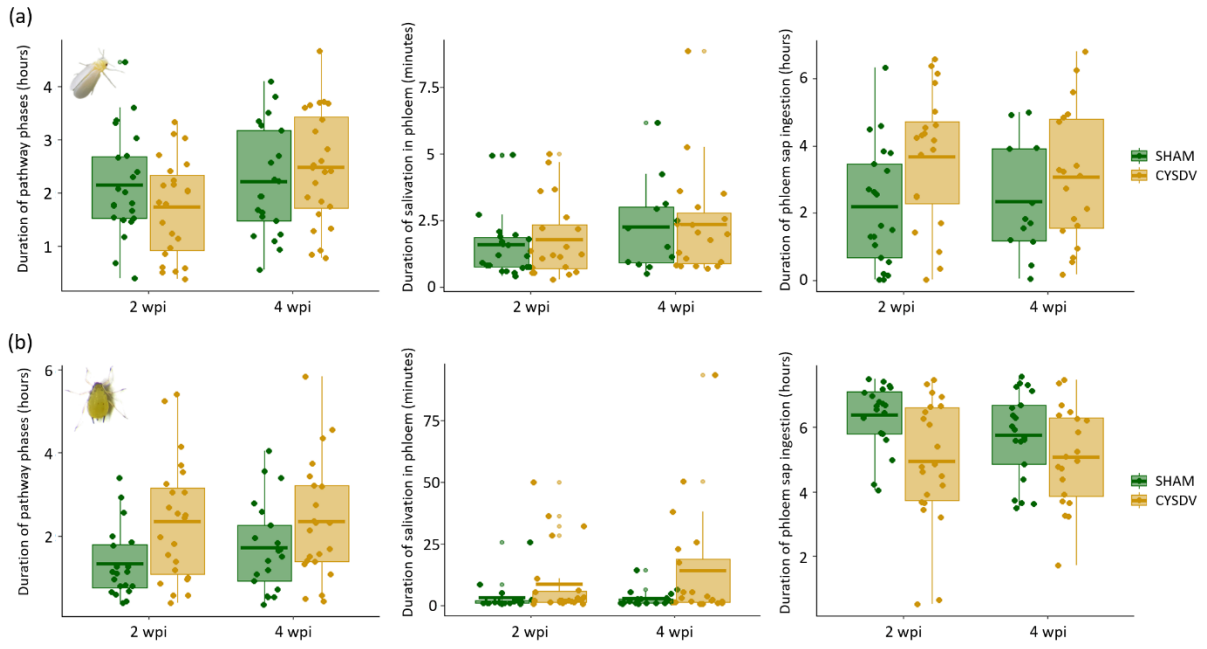 (a)
Duration of pathway phases (hours)
4
3
2
1
2 wpi
4 wpi
Duration of salivation in phloem (minutes)
7.5
5
2.5
0
2 wpi
4 wpi
Duration of phloem sap ingestion (hours)
6
4
2
0
2 wpi
4 wpi
SHAM
CYSDV
(b)
Duration of pathway phases (hours)
6
4
2
2 wpi
4 wpi
Duration of salivation in phloem (minutes)
75
50
25
0
2 wpi
4 wpi
Duration of phloem sap ingestion (hours)
6
4
2
2 wpi
4 wpi
SHAM
CYSDV